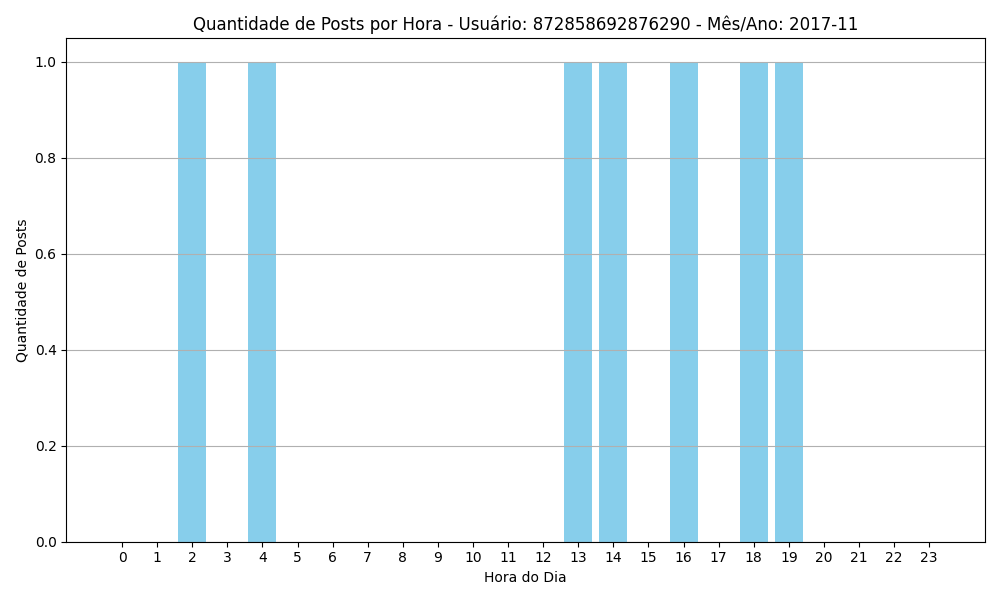 Quantidade de Posts por Hora - Usuário: 872858692876290 - Mês/Ano: 2017-11
Quantidade de Posts
1.0
0.8
0.6
0.4
0.2
0.0
0 1 2 3 4 5 6 7 8 9 10 11 12 13 14 15 16 17 18 19 20 21 22 23
Hora do Dia